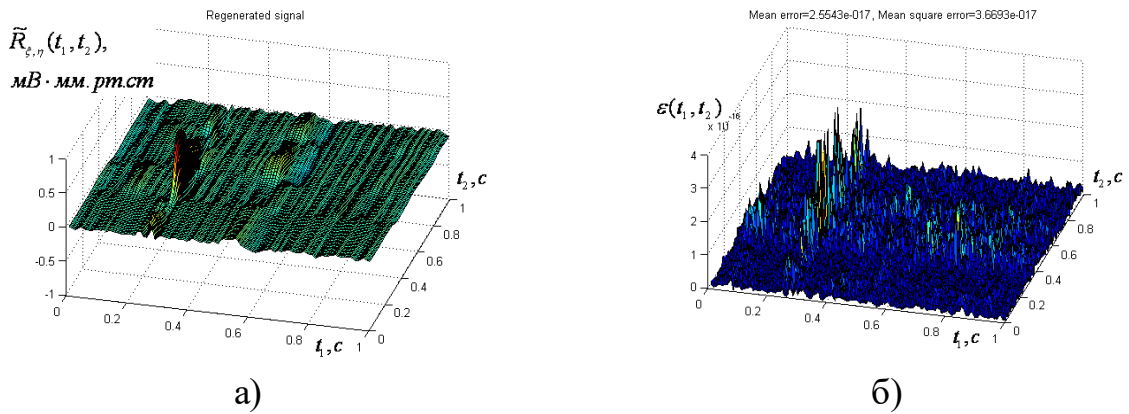 Regenerated signal
R̃ξ,η(t₁,t₂),
мВ·мм.рт.ст
1
0.5
0
-0.5
-1
0
0.2
0.4
0.6
0.8
1
t₁,c
0
0.2
0.4
0.6
0.8
1
t₂,c
а)
Mean error=2.5543e-017, Mean square error=3.6693e-017
ε(t₁,t₂)
x 10⁻¹⁶
4
3
2
1
0
0
0.2
0.4
0.6
0.8
1
t₁,c
0
0.2
0.4
0.6
0.8
1
t₂,c
б)